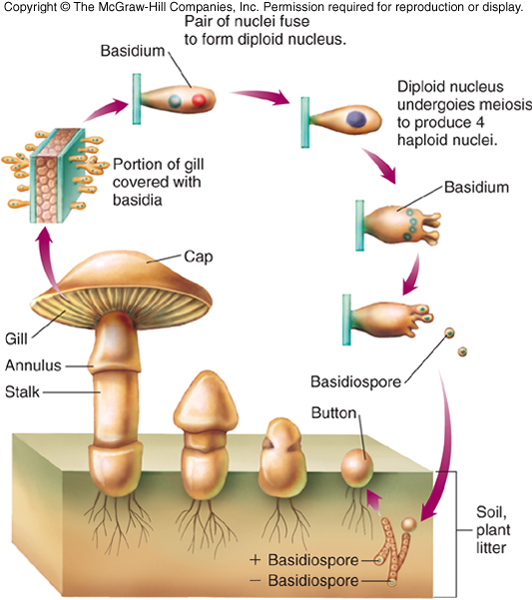 Copyright © The McGraw-Hill Companies, Inc. Permission required for reproduction or display.
Pair of nuclei fuse
to form diploid nucleus.
Basidium
Diploid nucleus
undergoies meiosis
to produce 4
haploid nuclei.
Portion of gill
covered with
basidia
Basidium
Cap
Gill
Annulus
Stalk
Basidiospore
Button
Soil,
plant
litter
+ Basidiospore
− Basidiospore